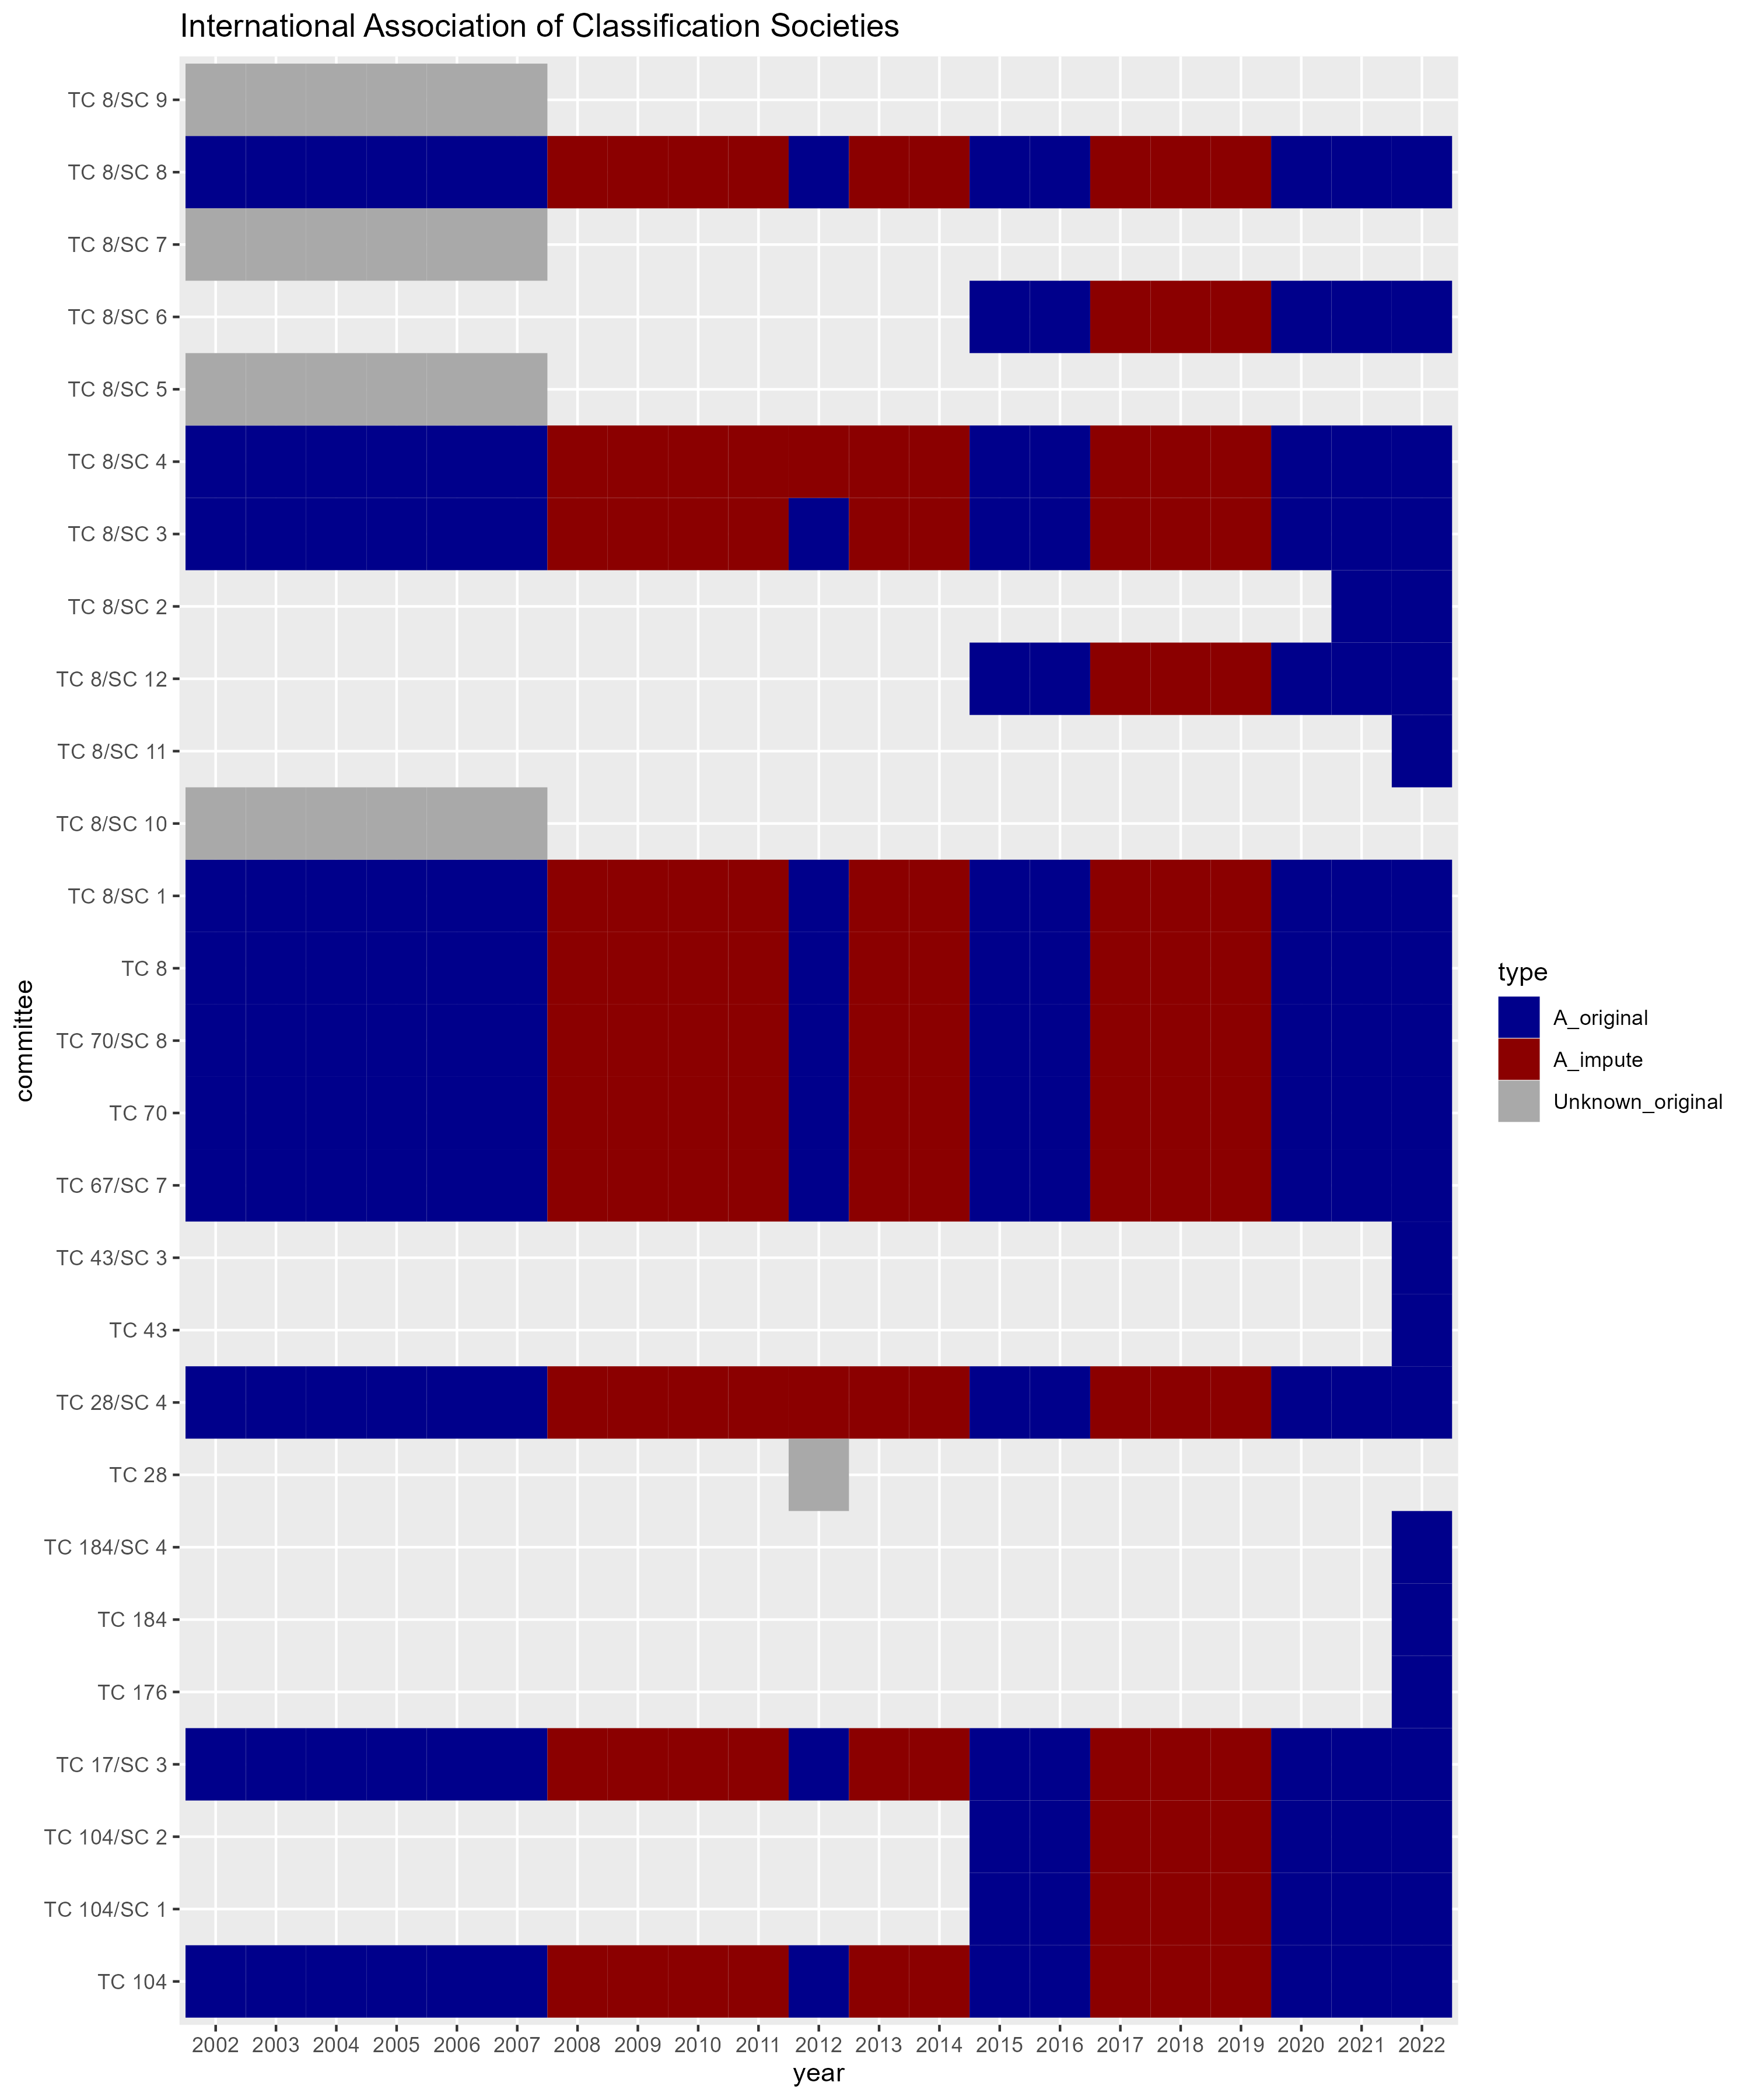 International Association of Classification Societies
TC 8/SC 9
TC 8/SC 8
TC 8/SC 7
TC 8/SC 6
TC 8/SC 5
TC 8/SC 4
TC 8/SC 3
TC 8/SC 2
TC 8/SC 12
TC 8/SC 11
TC 8/SC 10
TC 8/SC 1
TC 8
TC 70/SC 8
TC 70
TC 67/SC 7
TC 43/SC 3
TC 43
TC 28/SC 4
TC 28
TC 184/SC 4
TC 184
TC 176
TC 17/SC 3
TC 104/SC 2
TC 104/SC 1
TC 104
committee
2002 2003 2004 2005 2006 2007 2008 2009 2010 2011 2012 2013 2014 2015 2016 2017 2018 2019 2020 2021 2022
year
type
A_original
A_impute
Unknown_original